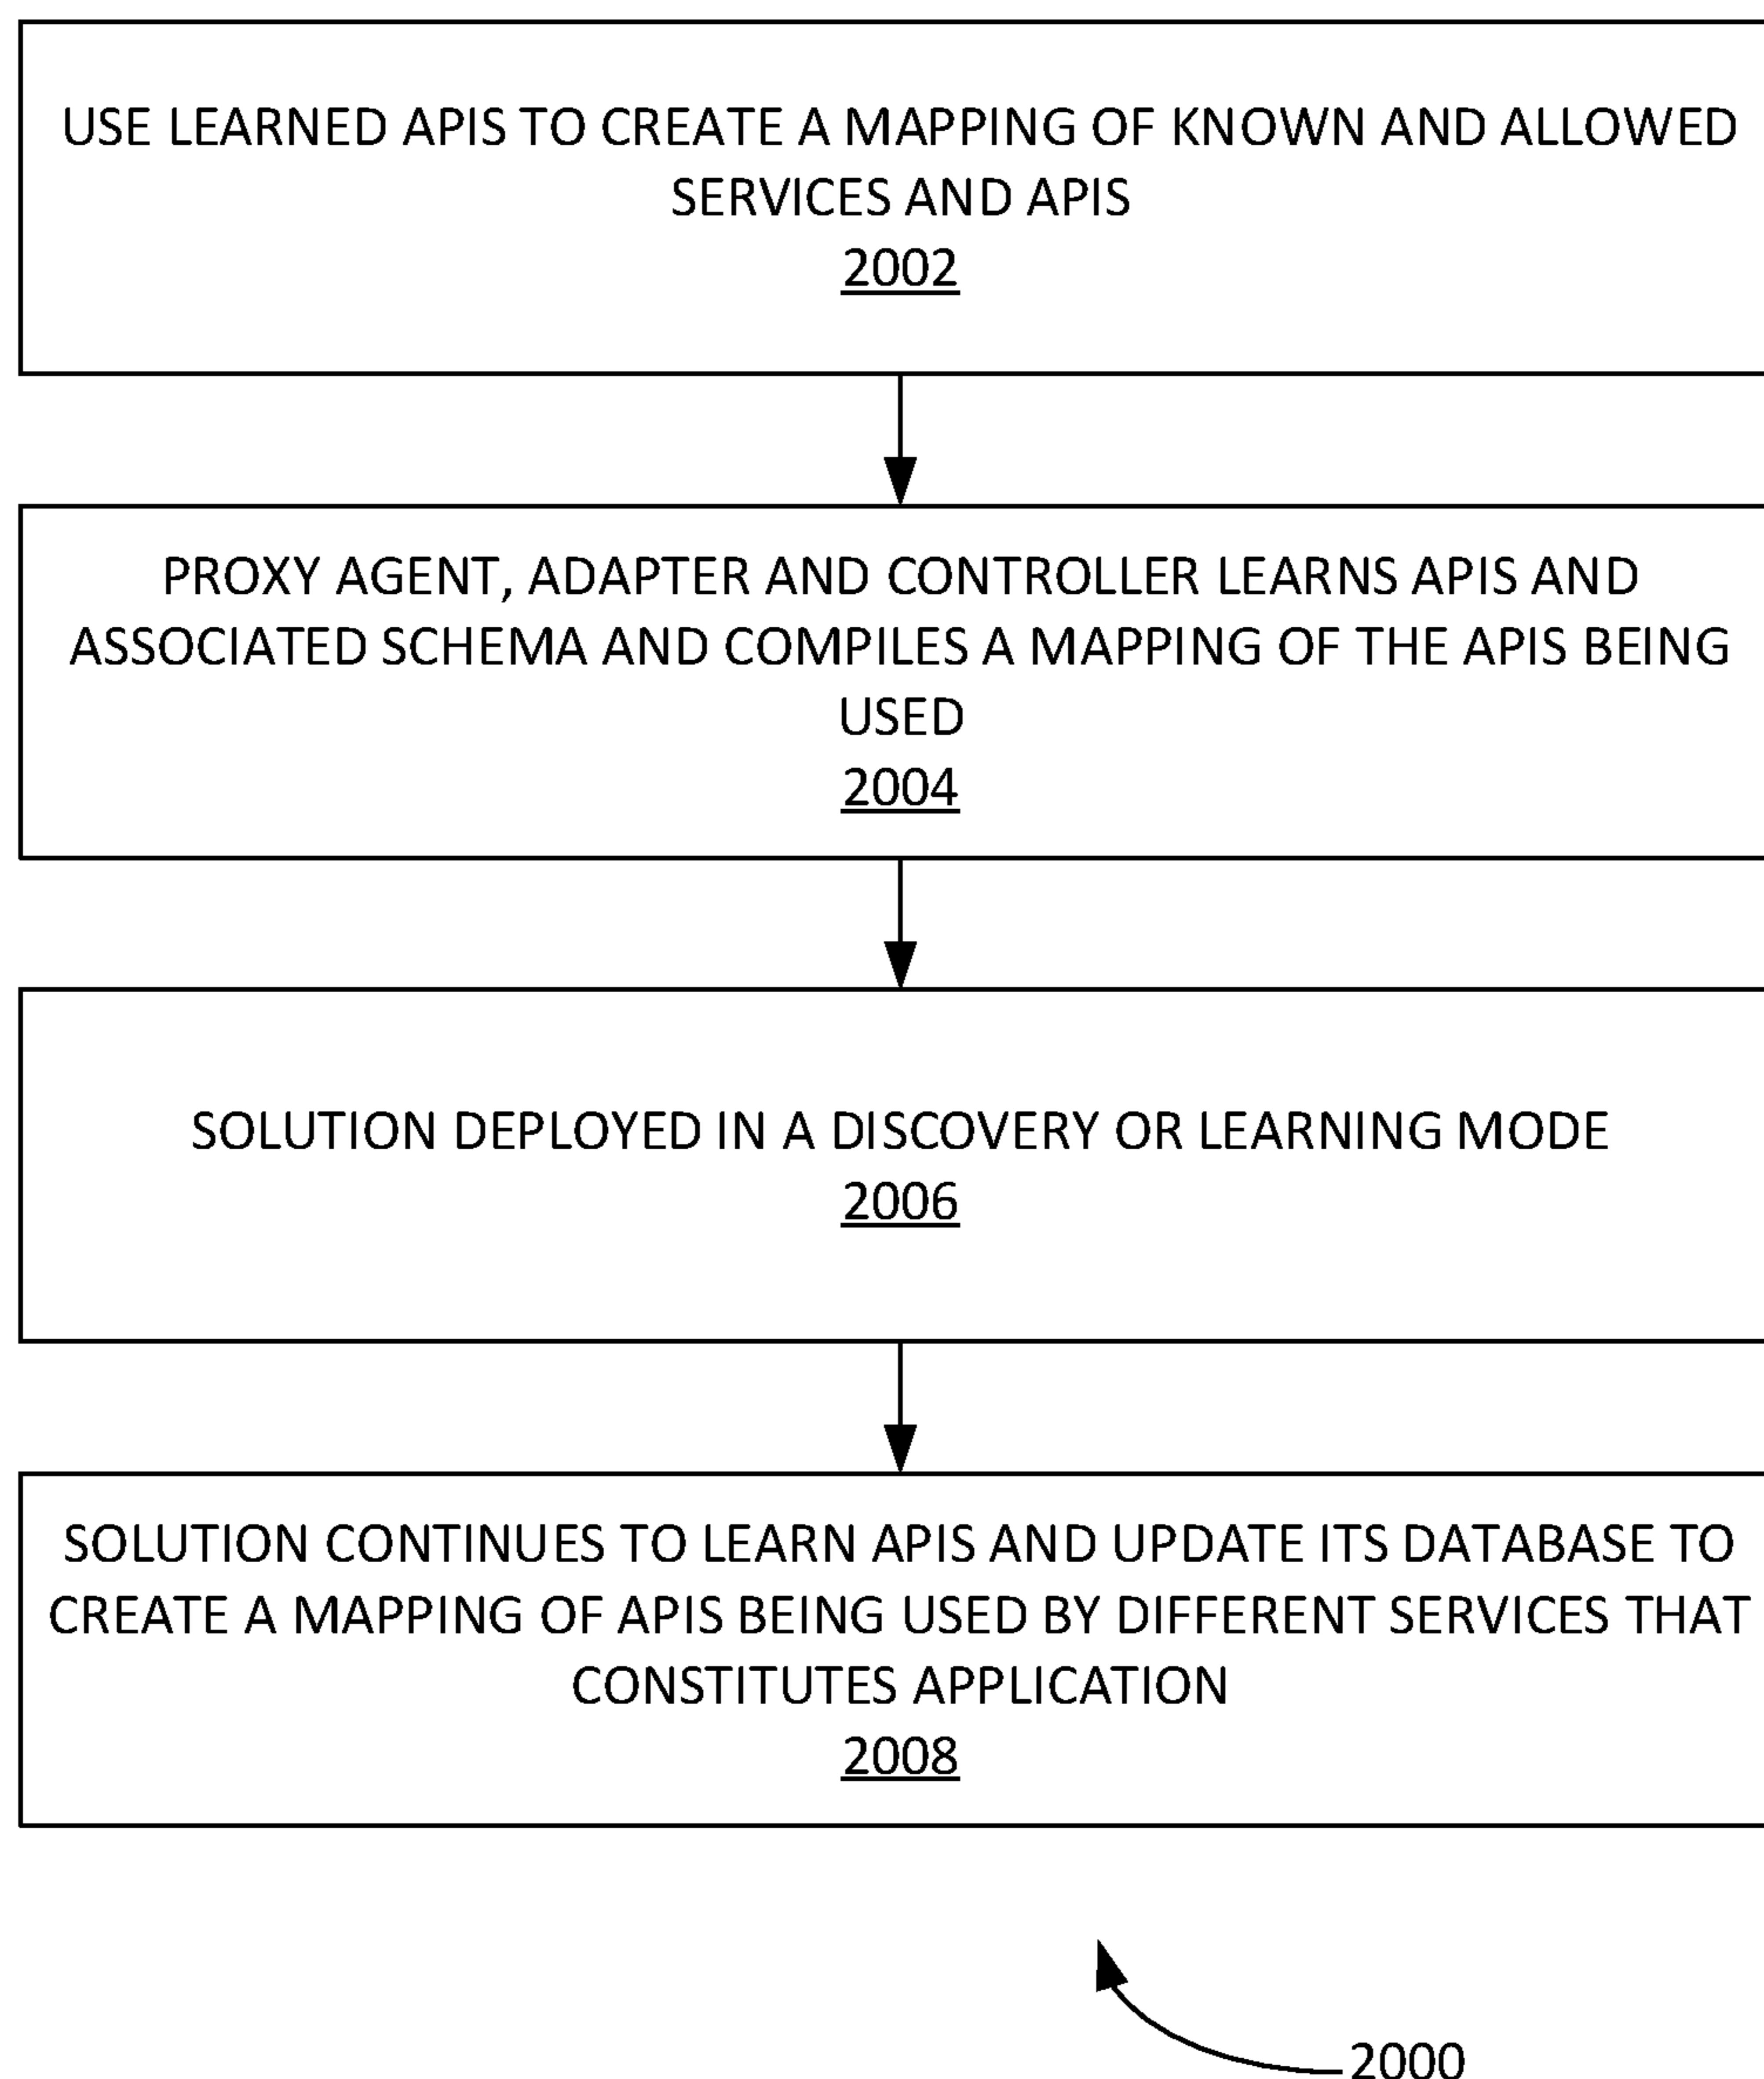 USE LEARNED APIS TO CREATE A MAPPING OF KNOWN AND ALLOWED
SERVICES AND APIS
2002
PROXY AGENT, ADAPTER AND CONTROLLER LEARNS APIS AND
ASSOCIATED SCHEMA AND COMPILES A MAPPING OF THE APIS BEING
USED
2004
SOLUTION DEPLOYED IN A DISCOVERY OR LEARNING MODE
2006
SOLUTION CONTINUES TO LEARN APIS AND UPDATE ITS DATABASE TO
CREATE A MAPPING OF APIS BEING USED BY DIFFERENT SERVICES THAT
CONSTITUTES APPLICATION
2008
2000